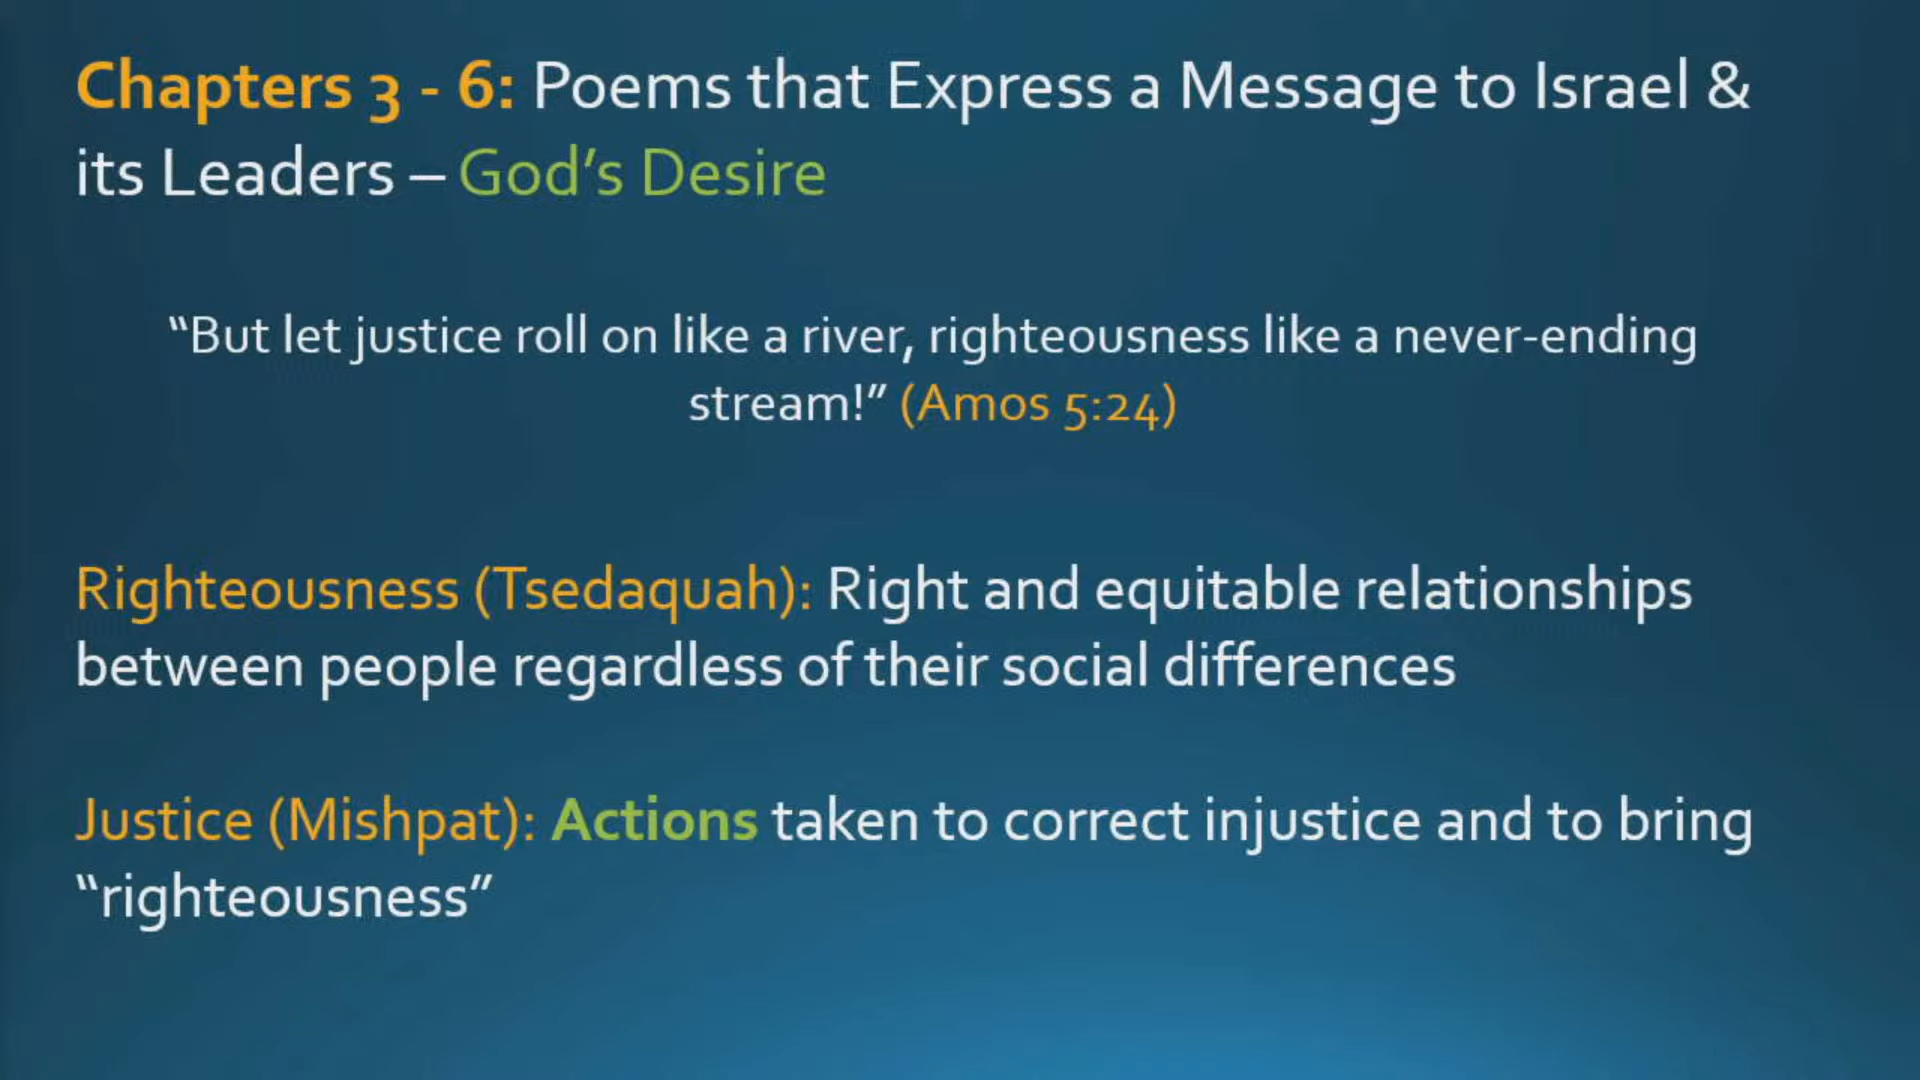 Chapters 3 - 6: Poems that Express a Message to Israel &
its Leaders – God’s Desire
“But let justice roll on like a river, righteousness like a never-ending
stream!” (Amos 5:24)
Righteousness (Tsedaquah): Right and equitable relationships
between people regardless of their social differences
Justice (Mishpat): Actions taken to correct injustice and to bring
“righteousness”